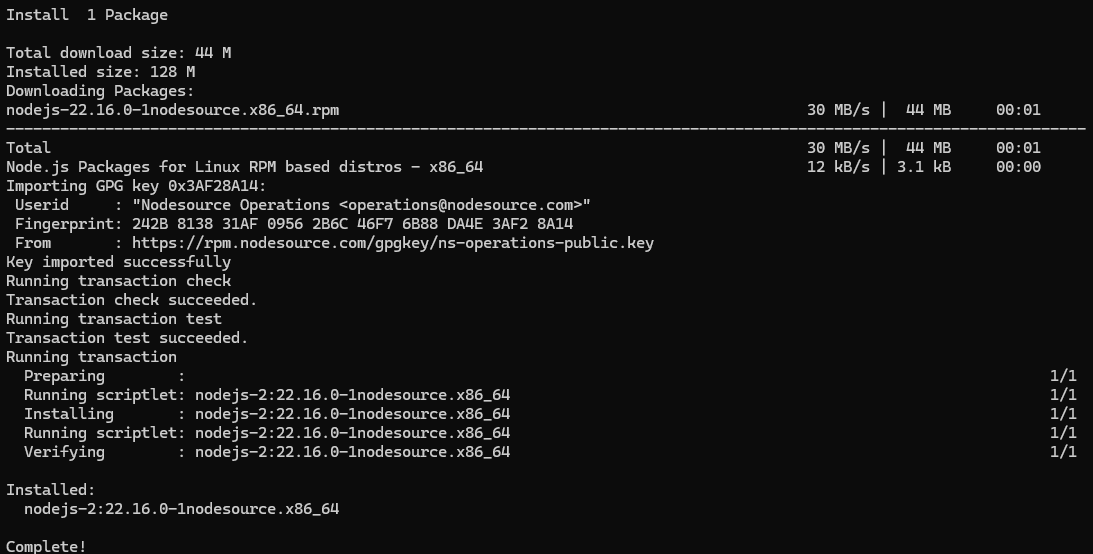 Install  1 Package
Total download size: 44 M
Installed size: 128 M
Downloading Packages:
nodejs-22.16.0-1nodesource.x86_64.rpm                                                    30 MB/s |  44 MB     00:01
------------------------------------------------------------------------------------------------------------------------
Total                                                                                    30 MB/s |  44 MB     00:01
Node.js Packages for Linux RPM based distros - x86_64                                    12 kB/s | 3.1 kB     00:00
Importing GPG key 0x3AF28A14:
 Userid     : "Nodesource Operations <operations@nodesource.com>"
 Fingerprint: 242B 8138 31AF 0956 2B6C 46F7 6B88 DA4E 3AF2 8A14
 From       : https://rpm.nodesource.com/gpgkey/ns-operations-public.key
Key imported successfully
Running transaction check
Transaction check succeeded.
Running transaction test
Transaction test succeeded.
Running transaction
  Preparing        :                                                                                                1/1
  Running scriptlet: nodejs-2:22.16.0-1nodesource.x86_64                                                            1/1
  Installing       : nodejs-2:22.16.0-1nodesource.x86_64                                                            1/1
  Running scriptlet: nodejs-2:22.16.0-1nodesource.x86_64                                                            1/1
  Verifying        : nodejs-2:22.16.0-1nodesource.x86_64                                                            1/1
Installed:
  nodejs-2:22.16.0-1nodesource.x86_64
Complete!